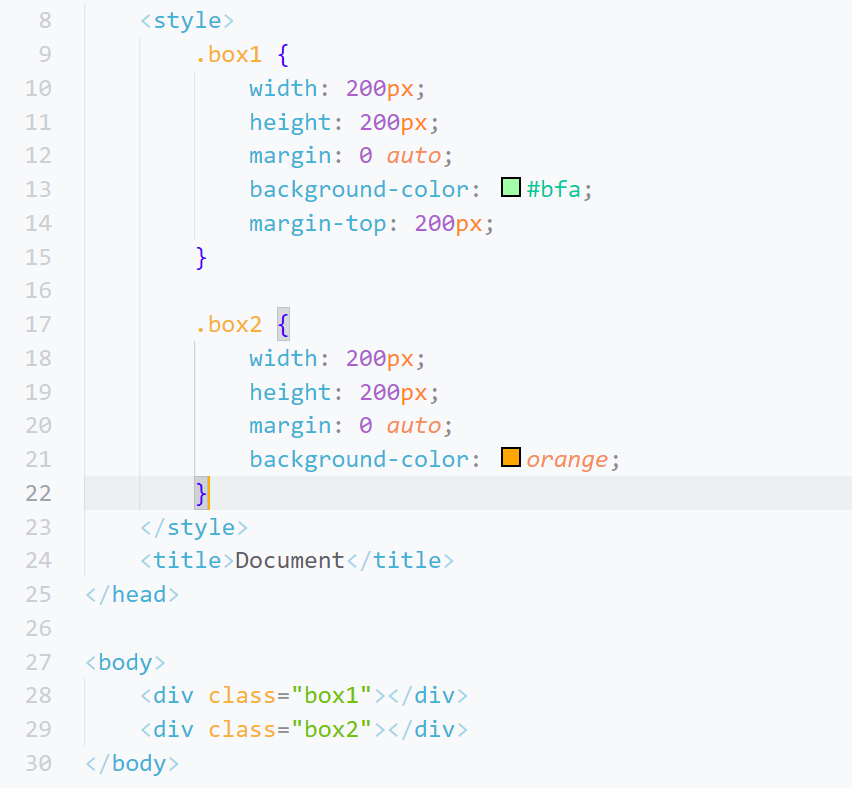 8 <style>
9 .box1 {
10 width: 200px;
11 height: 200px;
12 margin: 0 auto;
13 background-color: #bfa;
14 margin-top: 200px;
15 }
16
17 .box2 {
18 width: 200px;
19 height: 200px;
20 margin: 0 auto;
21 background-color: orange;
22 }
23 </style>
24 <title>Document</title>
25 </head>
26
27 <body>
28 <div class="box1"></div>
29 <div class="box2"></div>
30 </body>